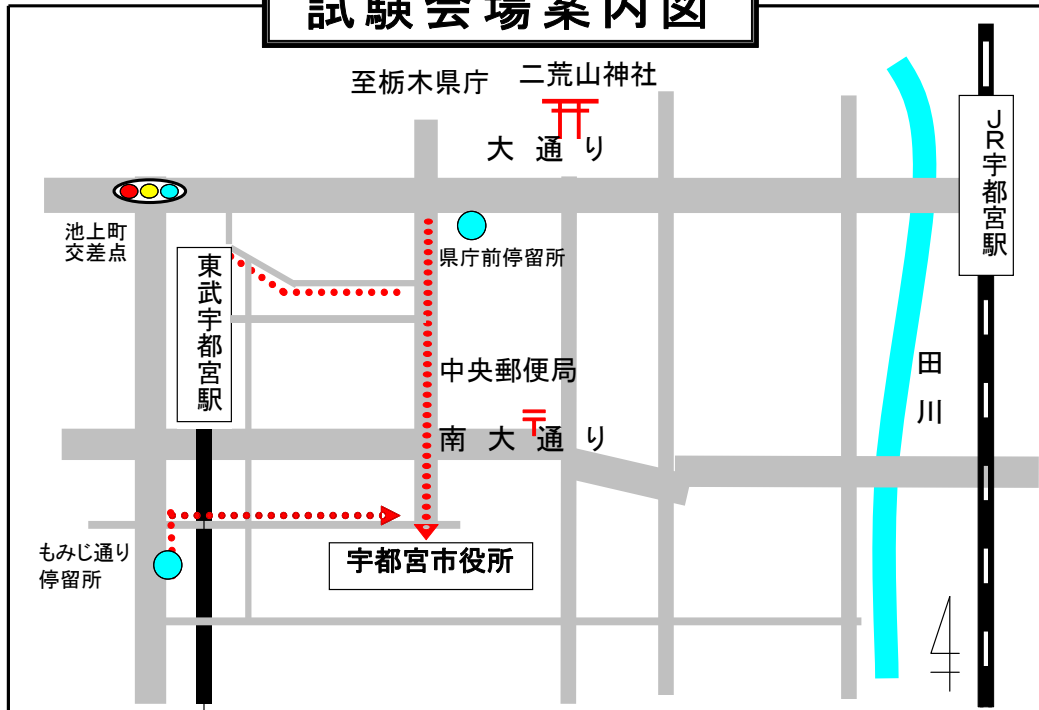 試験会場案内図
至栃木県庁
二荒山神社
大通り
池上町
交差点
県庁前停留所
東武宇都宮駅
JR宇都宮駅
中央郵便局
〒
南大通り
田川
もみじ通り
停留所
宇都宮市役所